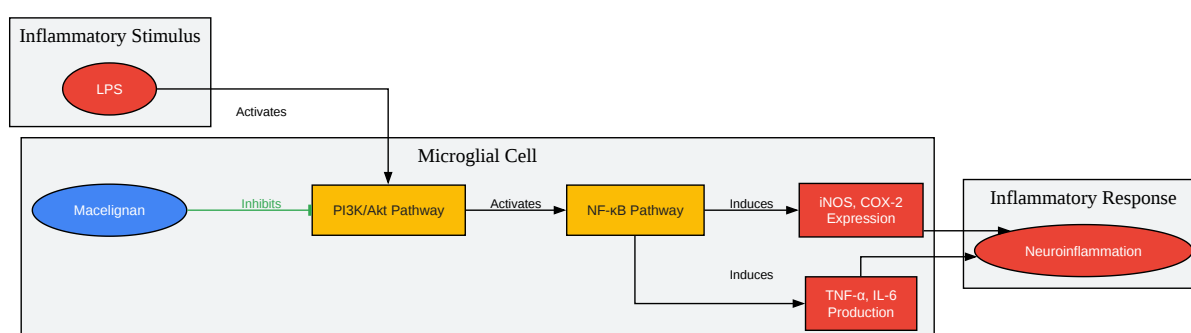 Inflammatory Stimulus
LPS
Activates
Microglial Cell
Macelignan
Inhibits
PI3K/Akt Pathway
Activates
NF-κB Pathway
Induces
iNOS, COX-2
Expression
Induces
TNF-α, IL-6
Production
Inflammatory Response
Neuroinflammation